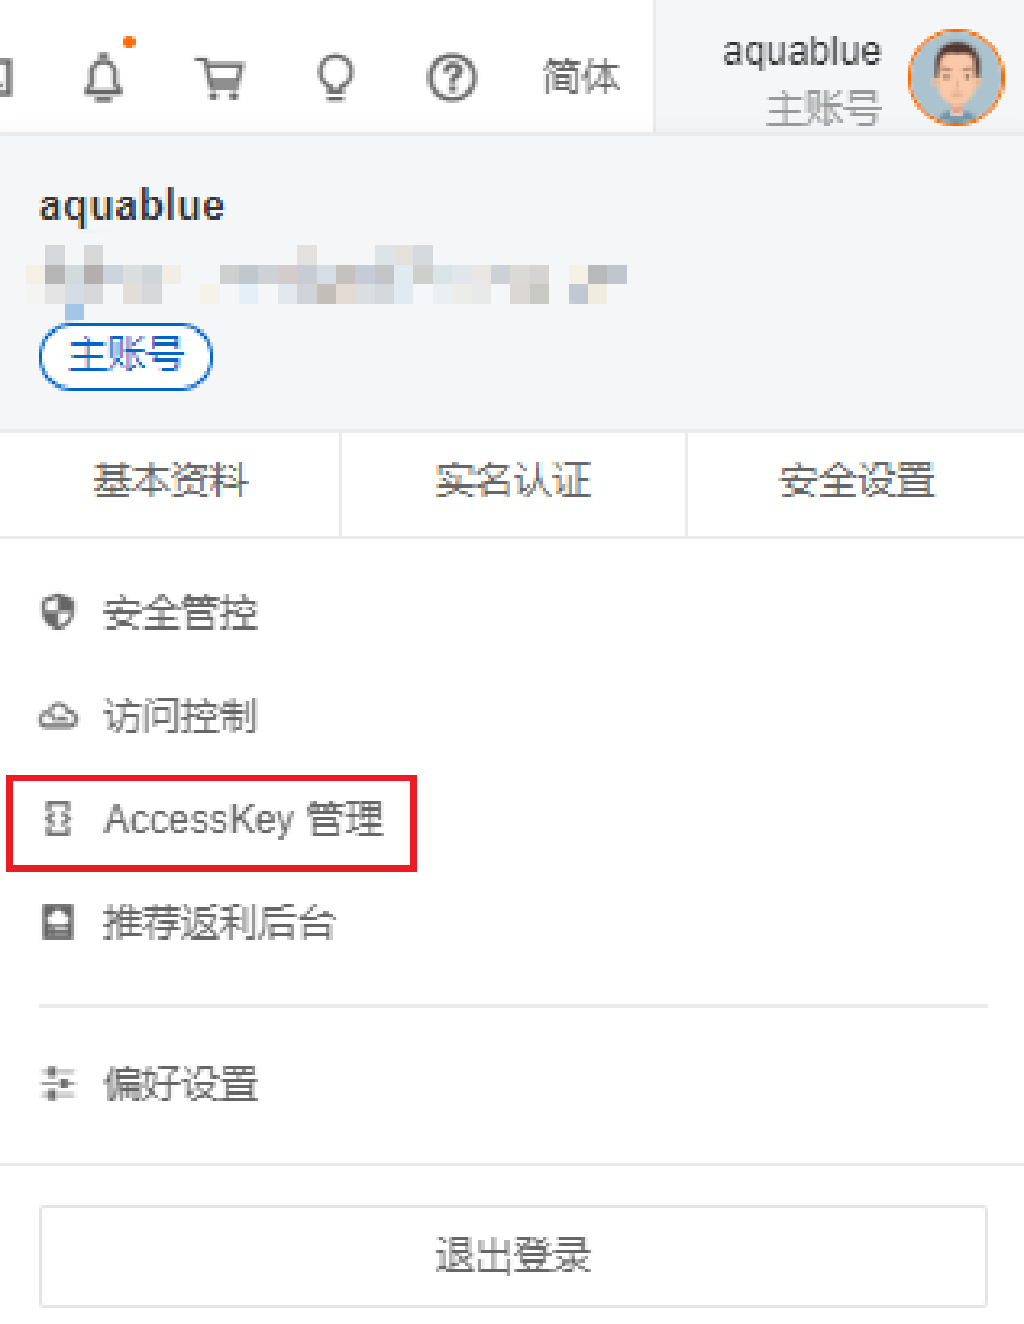 简体
aquablue
主账号
aquablue
主账号
基本资料
实名认证
安全设置
安全管控
访问控制
AccessKey 管理
推荐返利后台
偏好设置
退出登录